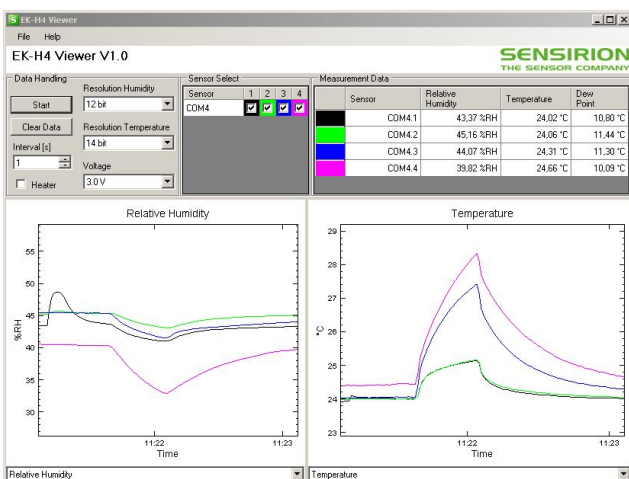 EK-H4 Viewer
File Help
EK-H4 Viewer V1.0
SENSIRION
THE SENSOR COMPANY
Data Handling
Start
Clear Data
Interval [s]
1
Heater
Resolution Humidity
12 bit
Resolution Temperature
14 bit
Voltage
3.0 V
Sensor Select
Sensor 1 2 3 4
COM4
Measurement Data
Sensor Relative Humidity Temperature Dew Point
COM4.1 43,37 %RH 24,02 °C 10,80 °C
COM4.2 45,16 %RH 24,06 °C 11,44 °C
COM4.3 44,07 %RH 24,31 °C 11,30 °C
COM4.4 39,82 %RH 24,66 °C 10,09 °C
Relative Humidity
55
50
45
40
35
30
%RH
11:22 11:23
Time
Relative Humidity
Temperature
29
28
27
26
25
24
23
°C
11:22 11:23
Time
Temperature